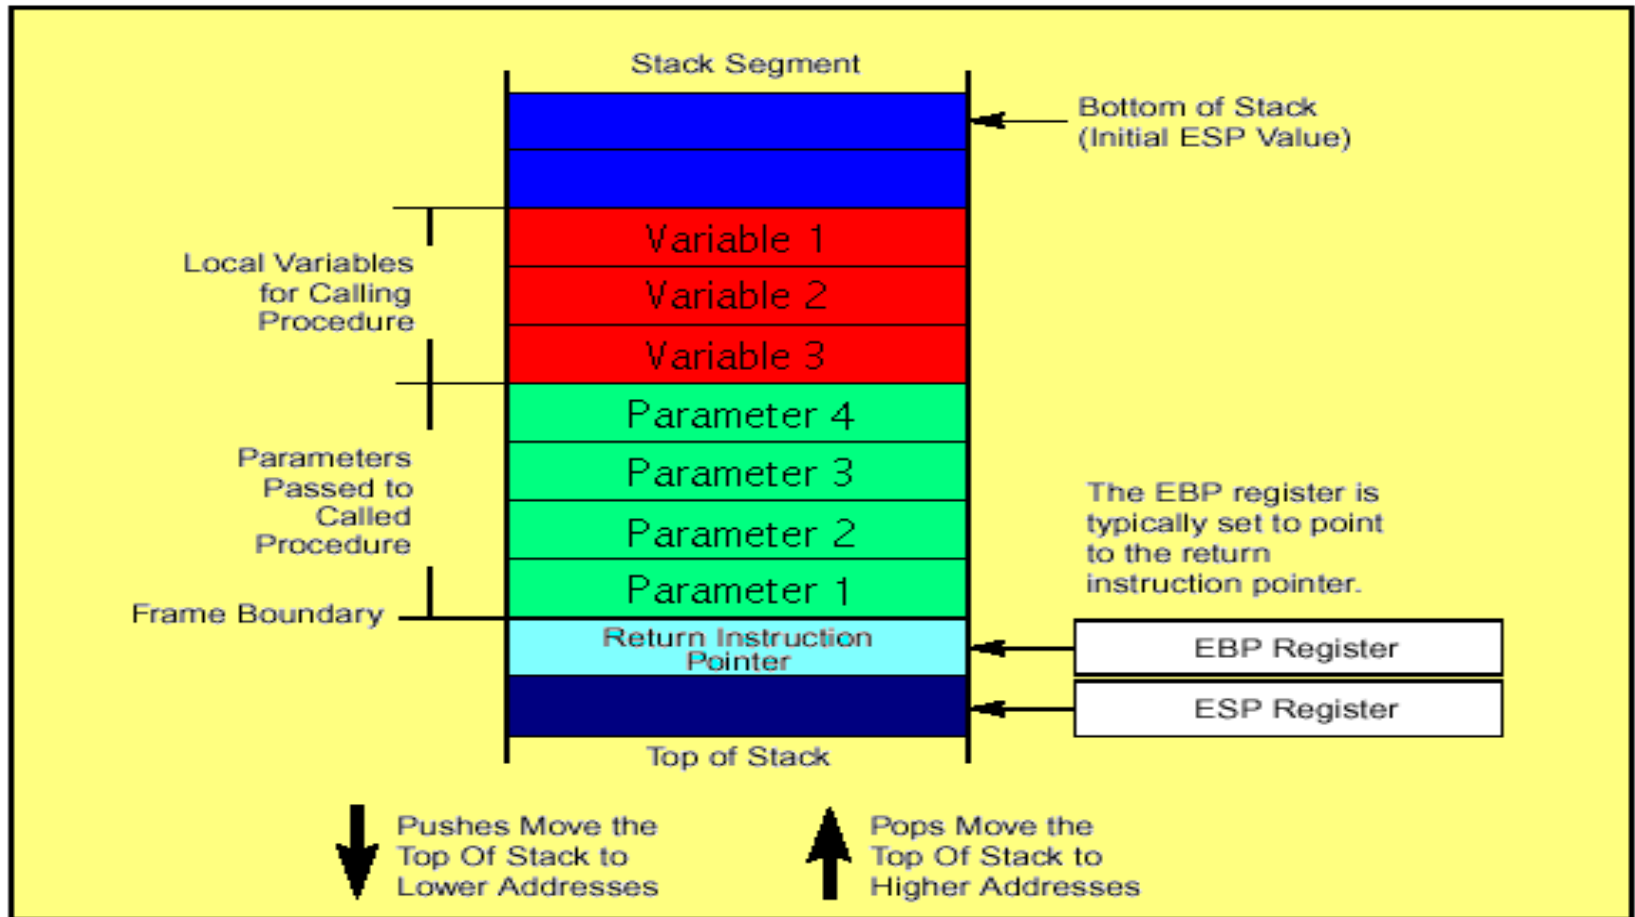 Stack Segment
Bottom of Stack
(Initial ESP Value)
Variable 1
Local Variables
for Calling
Procedure
Variable 2
Variable 3
Parameter 4
Parameters
Passed to
Called
Procedure
Parameter 3
Parameter 2
Parameter 1
The EBP register is
typically set to point
to the return
instruction pointer.
Frame Boundary
Return Instruction
Pointer
EBP Register
ESP Register
Top of Stack
Pushes Move the
Top Of Stack to
Lower Addresses
Pops Move the
Top Of Stack to
Higher Addresses